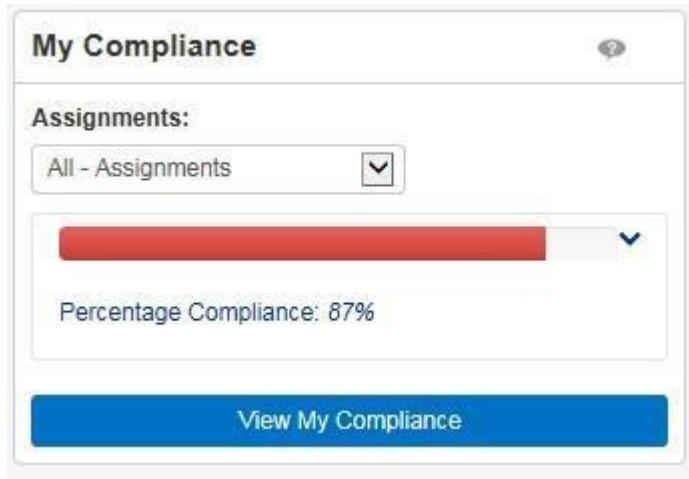 My Compliance
Assignments:
All - Assignments
Percentage Compliance: 87%
View My Compliance